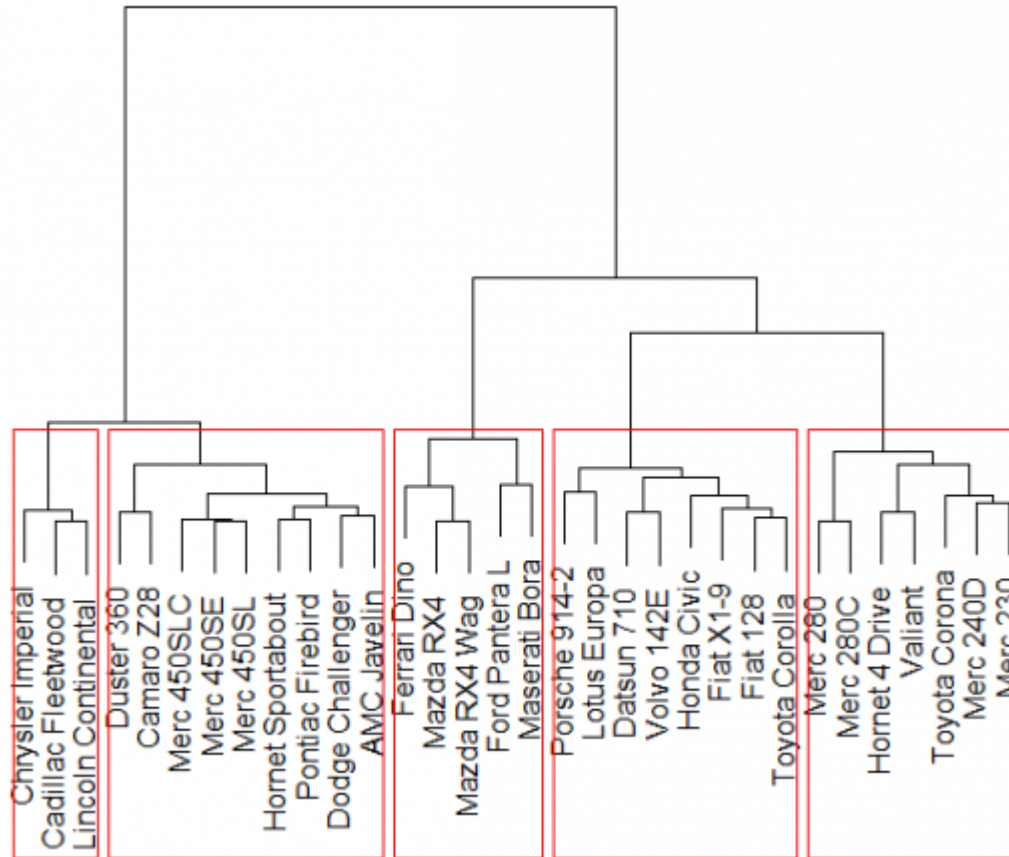 Chrysler Imperial
Cadillac Fleetwood
Lincoln Continental
Duster 360
Camaro Z28
Merc 450SLC
Merc 450SE
Merc 450SL
Hornet Sportabout
Pontiac Firebird
Dodge Challenger
AMC Javelin
Ferrari Dino
Mazda RX4
Mazda RX4 Wag
Ford Pantera L
Maserati Bora
Porsche 914-2
Lotus Europa
Datsun 710
Volvo 142E
Honda Civic
Fiat X1-9
Fiat 128
Toyota Corolla
Merc 280
Merc 280C
Hornet 4 Drive
Valiant
Toyota Corona
Merc 240D
Merc 230